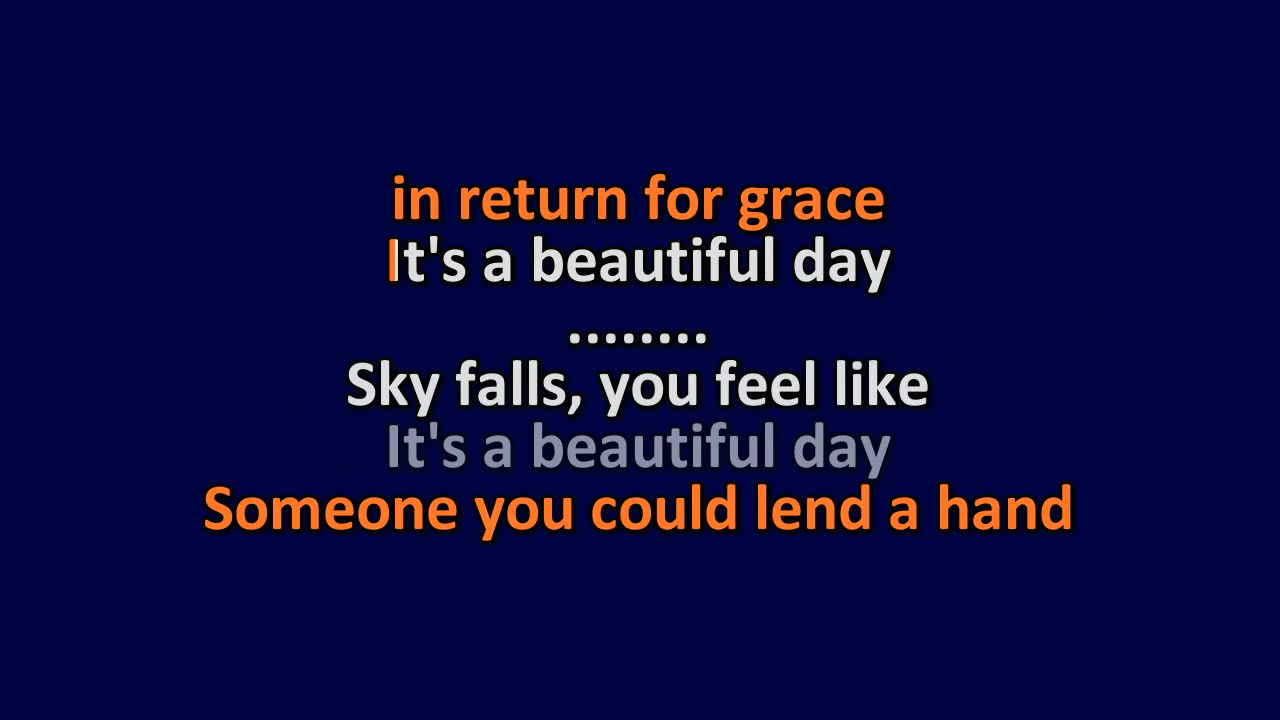 in return for grace
It's a beautiful day
........
Sky falls, you feel like
It's a beautiful day
Someone you could lend a hand